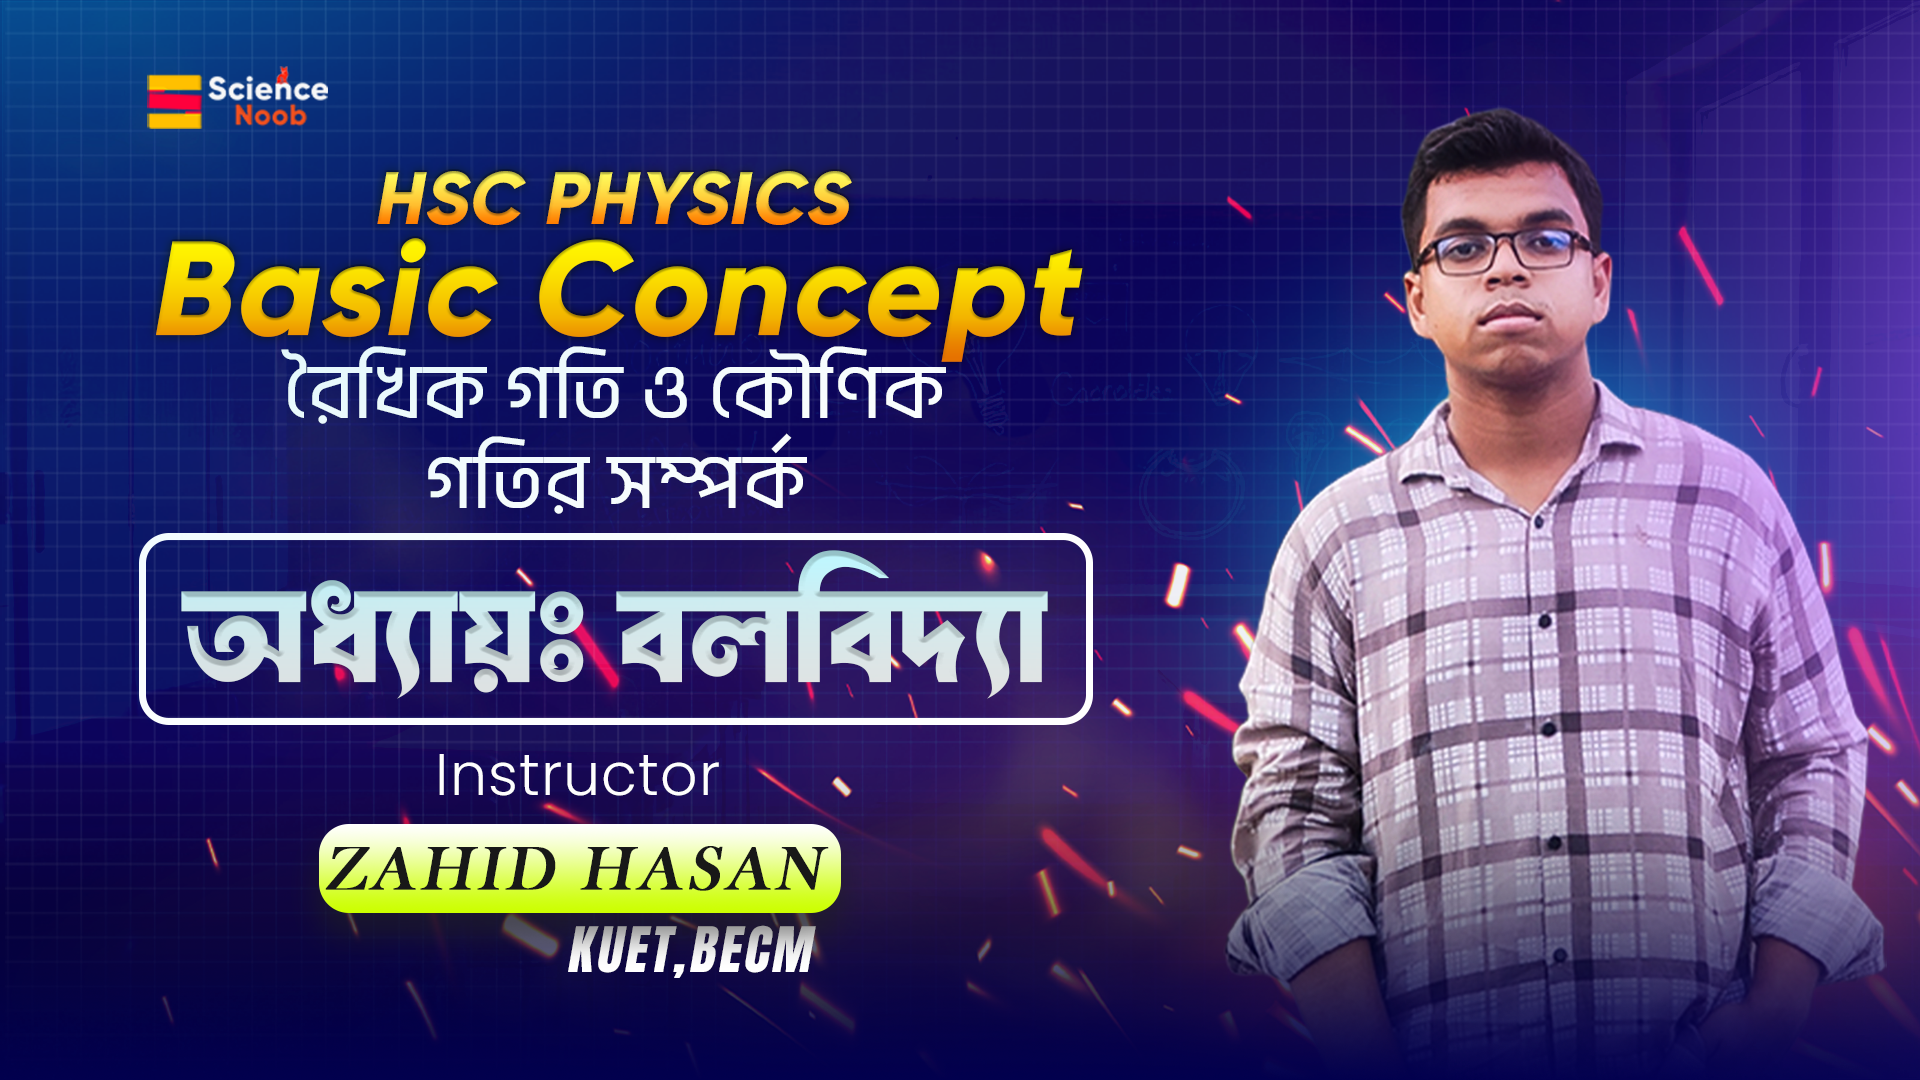 Science
Noob
HSC PHYSICS
Basic Concept
রৈখিক গতি ও কৌণিক
গতির সম্পর্ক
অধ্যায়ঃ বলবিদ্যা
Instructor
ZAHID HASAN
KUET,BECM